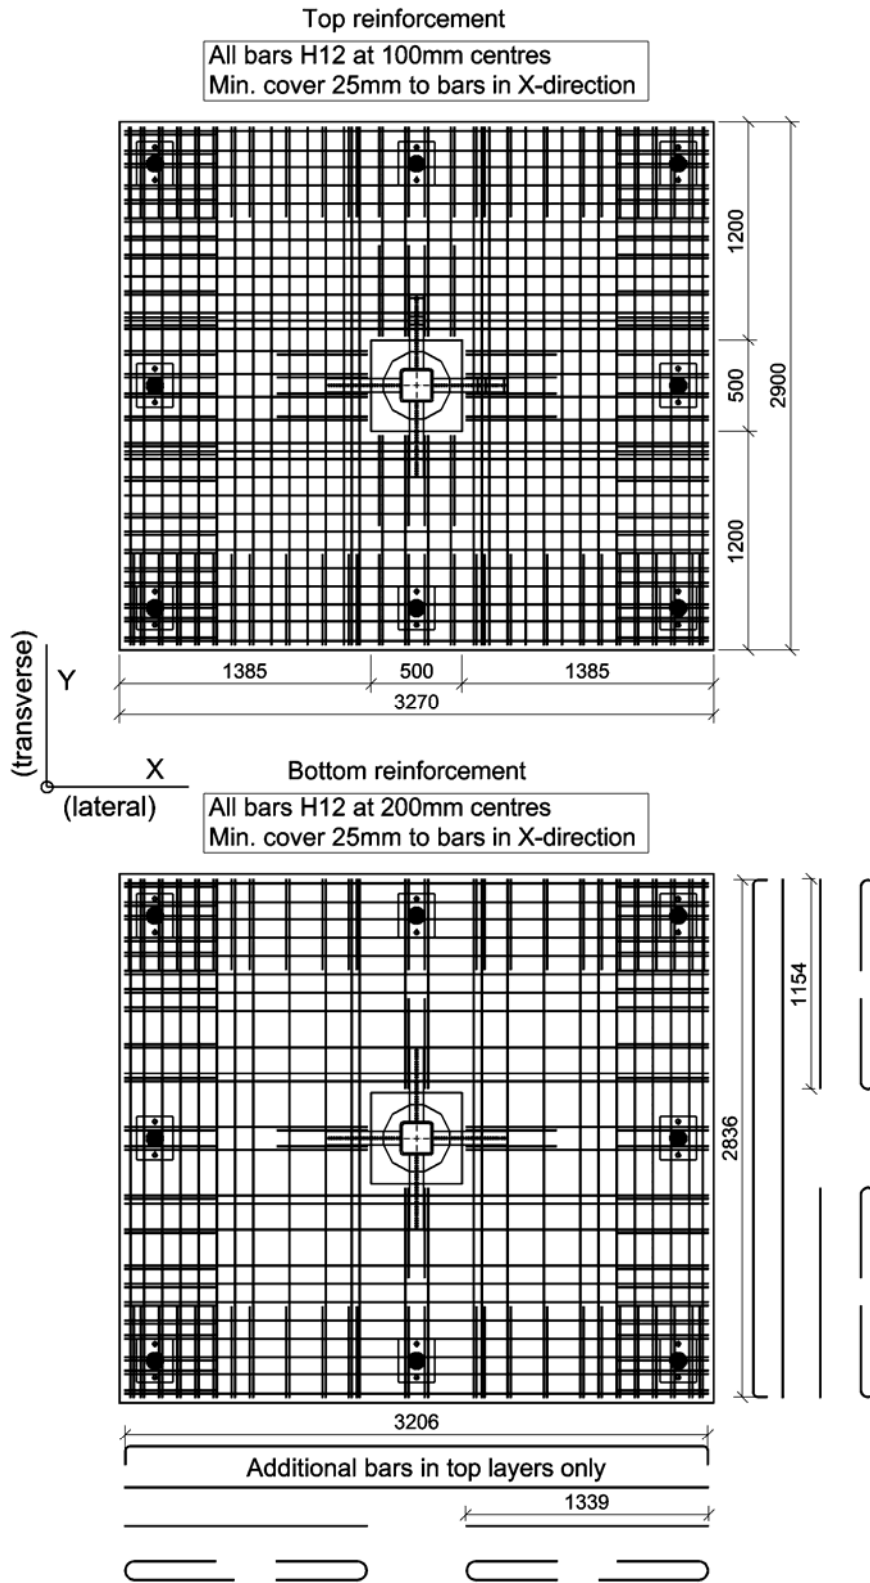 Top reinforcement
All bars H12 at 100mm centres
Min. cover 25mm to bars in X-direction
1200
500
1200
2900
1385
500
1385
3270
Y
(transverse)
X
(lateral)
Bottom reinforcement
All bars H12 at 200mm centres
Min. cover 25mm to bars in X-direction
1154
2836
3206
Additional bars in top layers only
1339